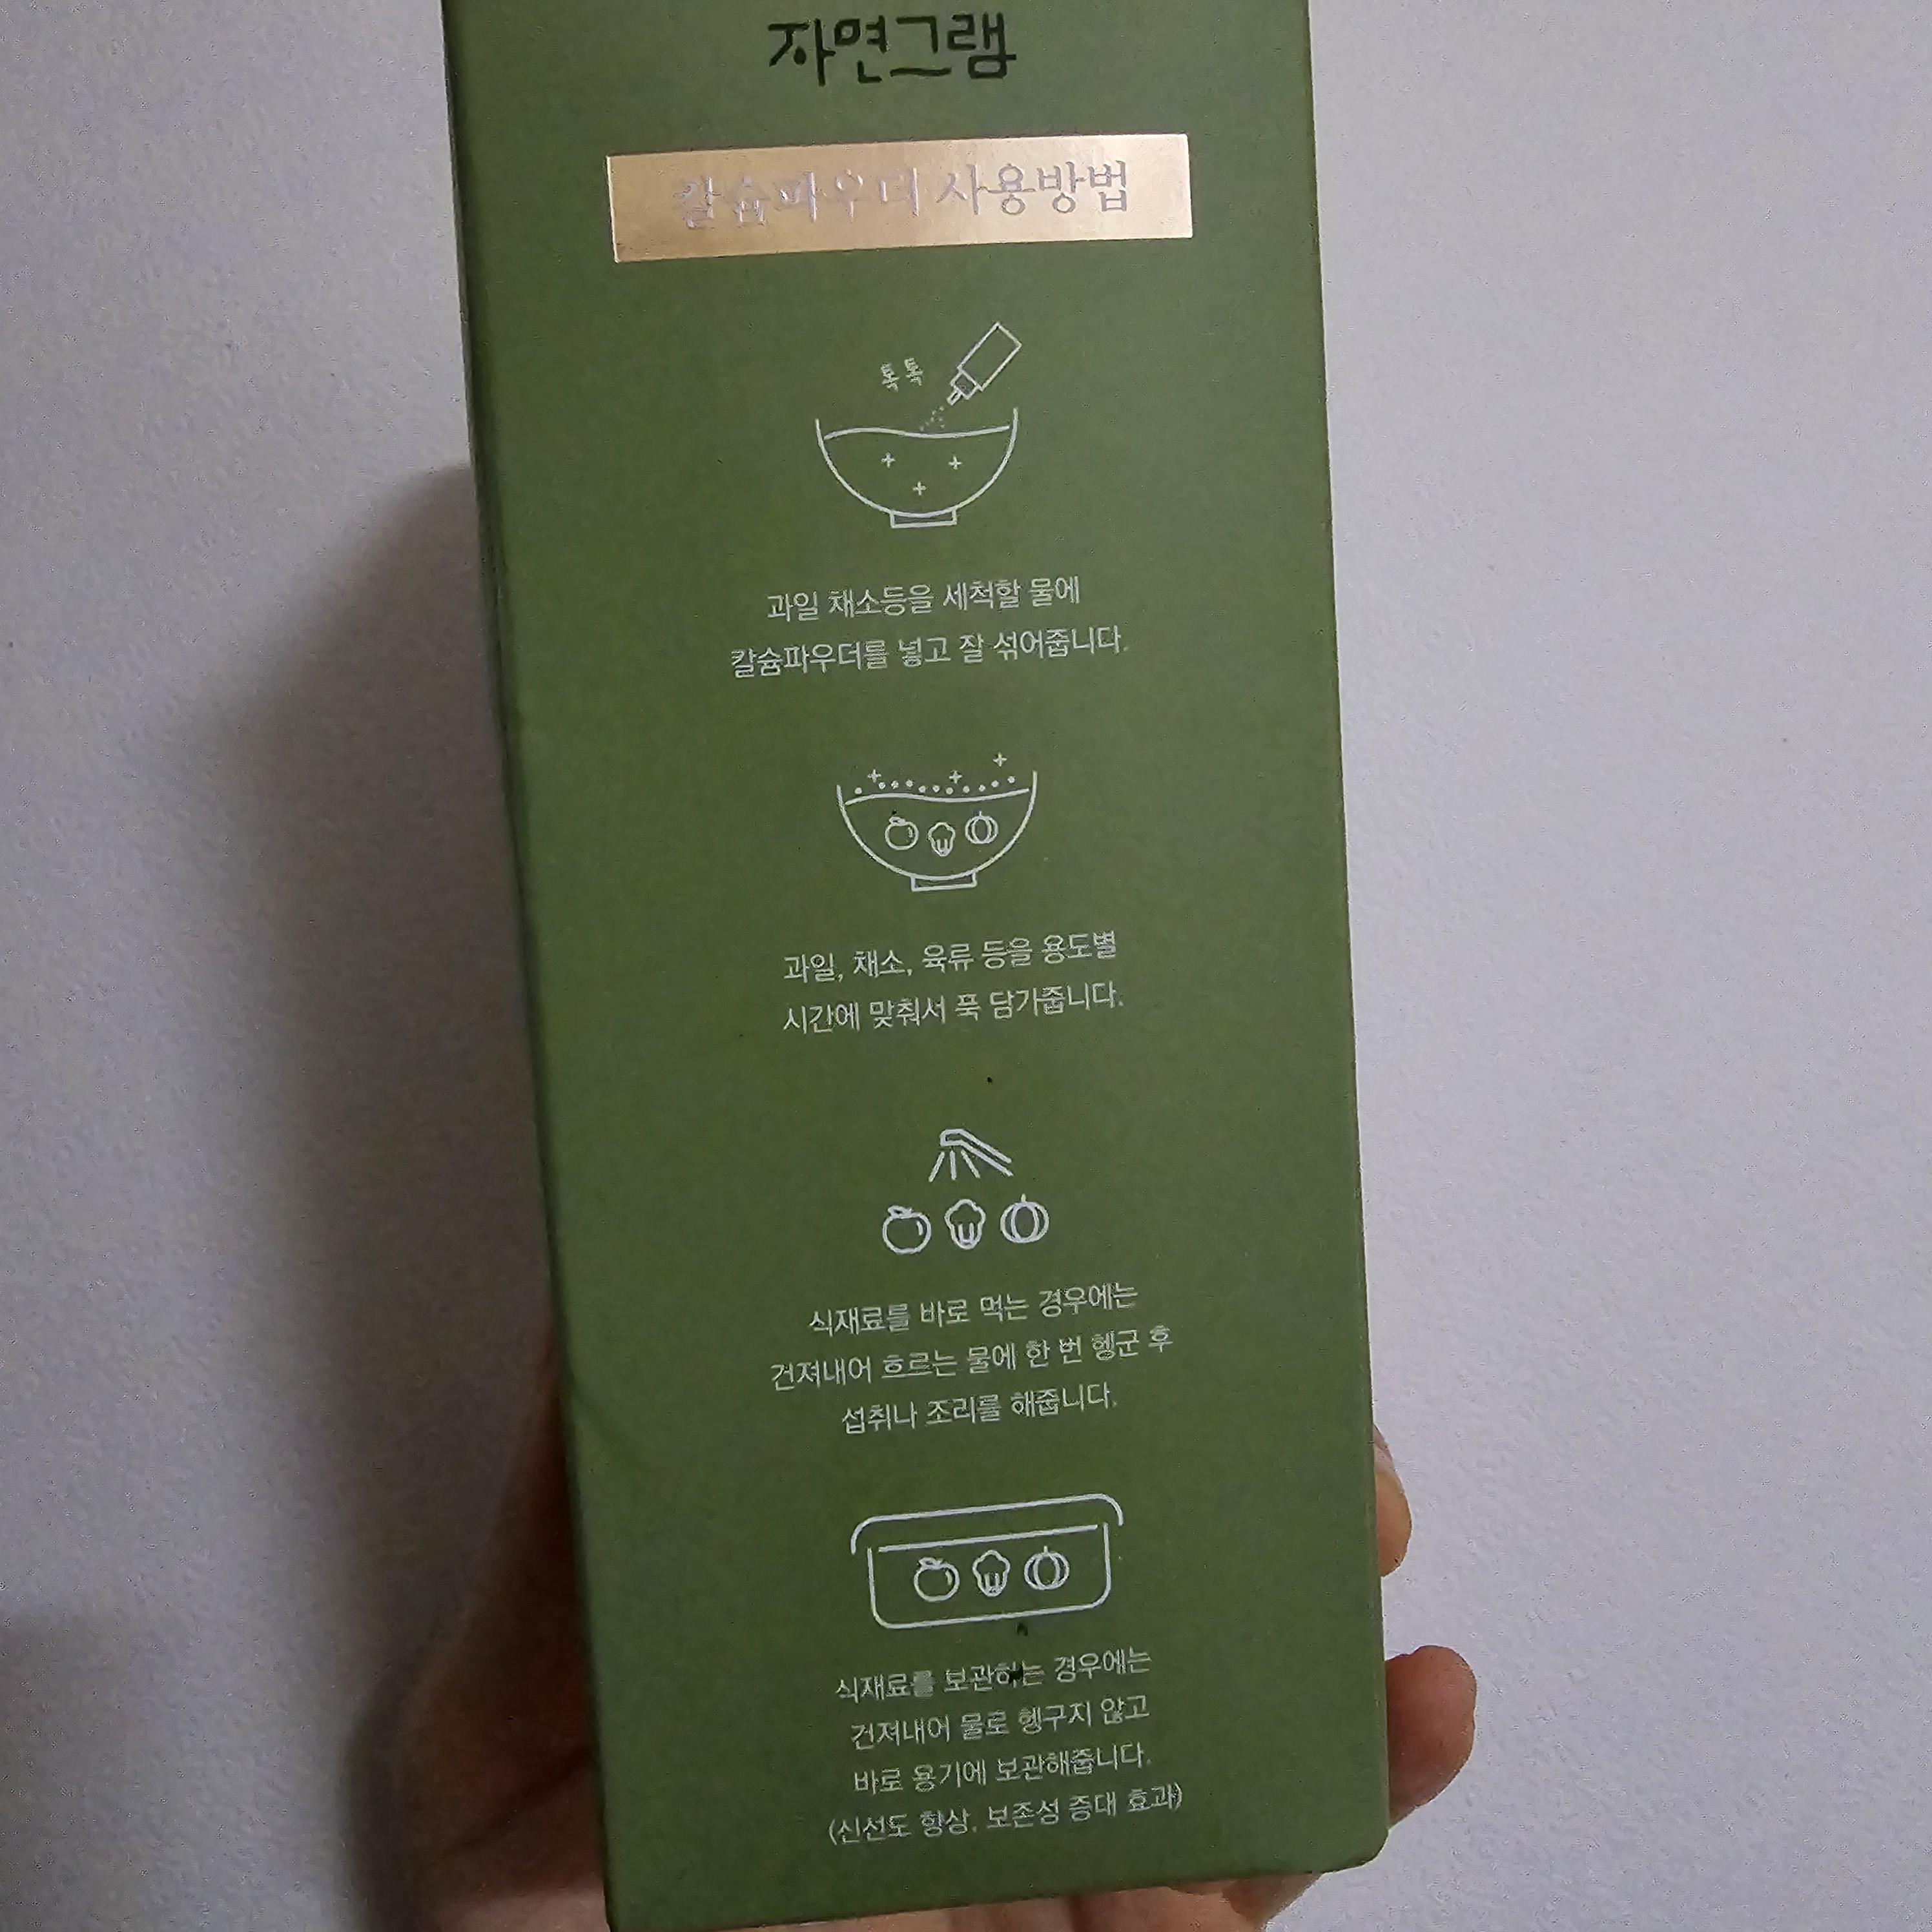 자연그램
칼슘파우더 사용방법
톡톡
과일 채소등을 세척할 물에
칼슘파우더를 넣고 잘 섞어줍니다.
과일, 채소, 육류 등을 용도별
시간에 맞춰서 푹 담가줍니다.
식재료를 바로 먹는 경우에는
건져내어 흐르는 물에 한 번 헹군 후
섭취나 조리를 해줍니다.
식재료를 보관하는 경우에는
건져내어 물로 헹구지 않고
바로 용기에 보관해줍니다.
(신선도 향상, 보존성 증대 효과)